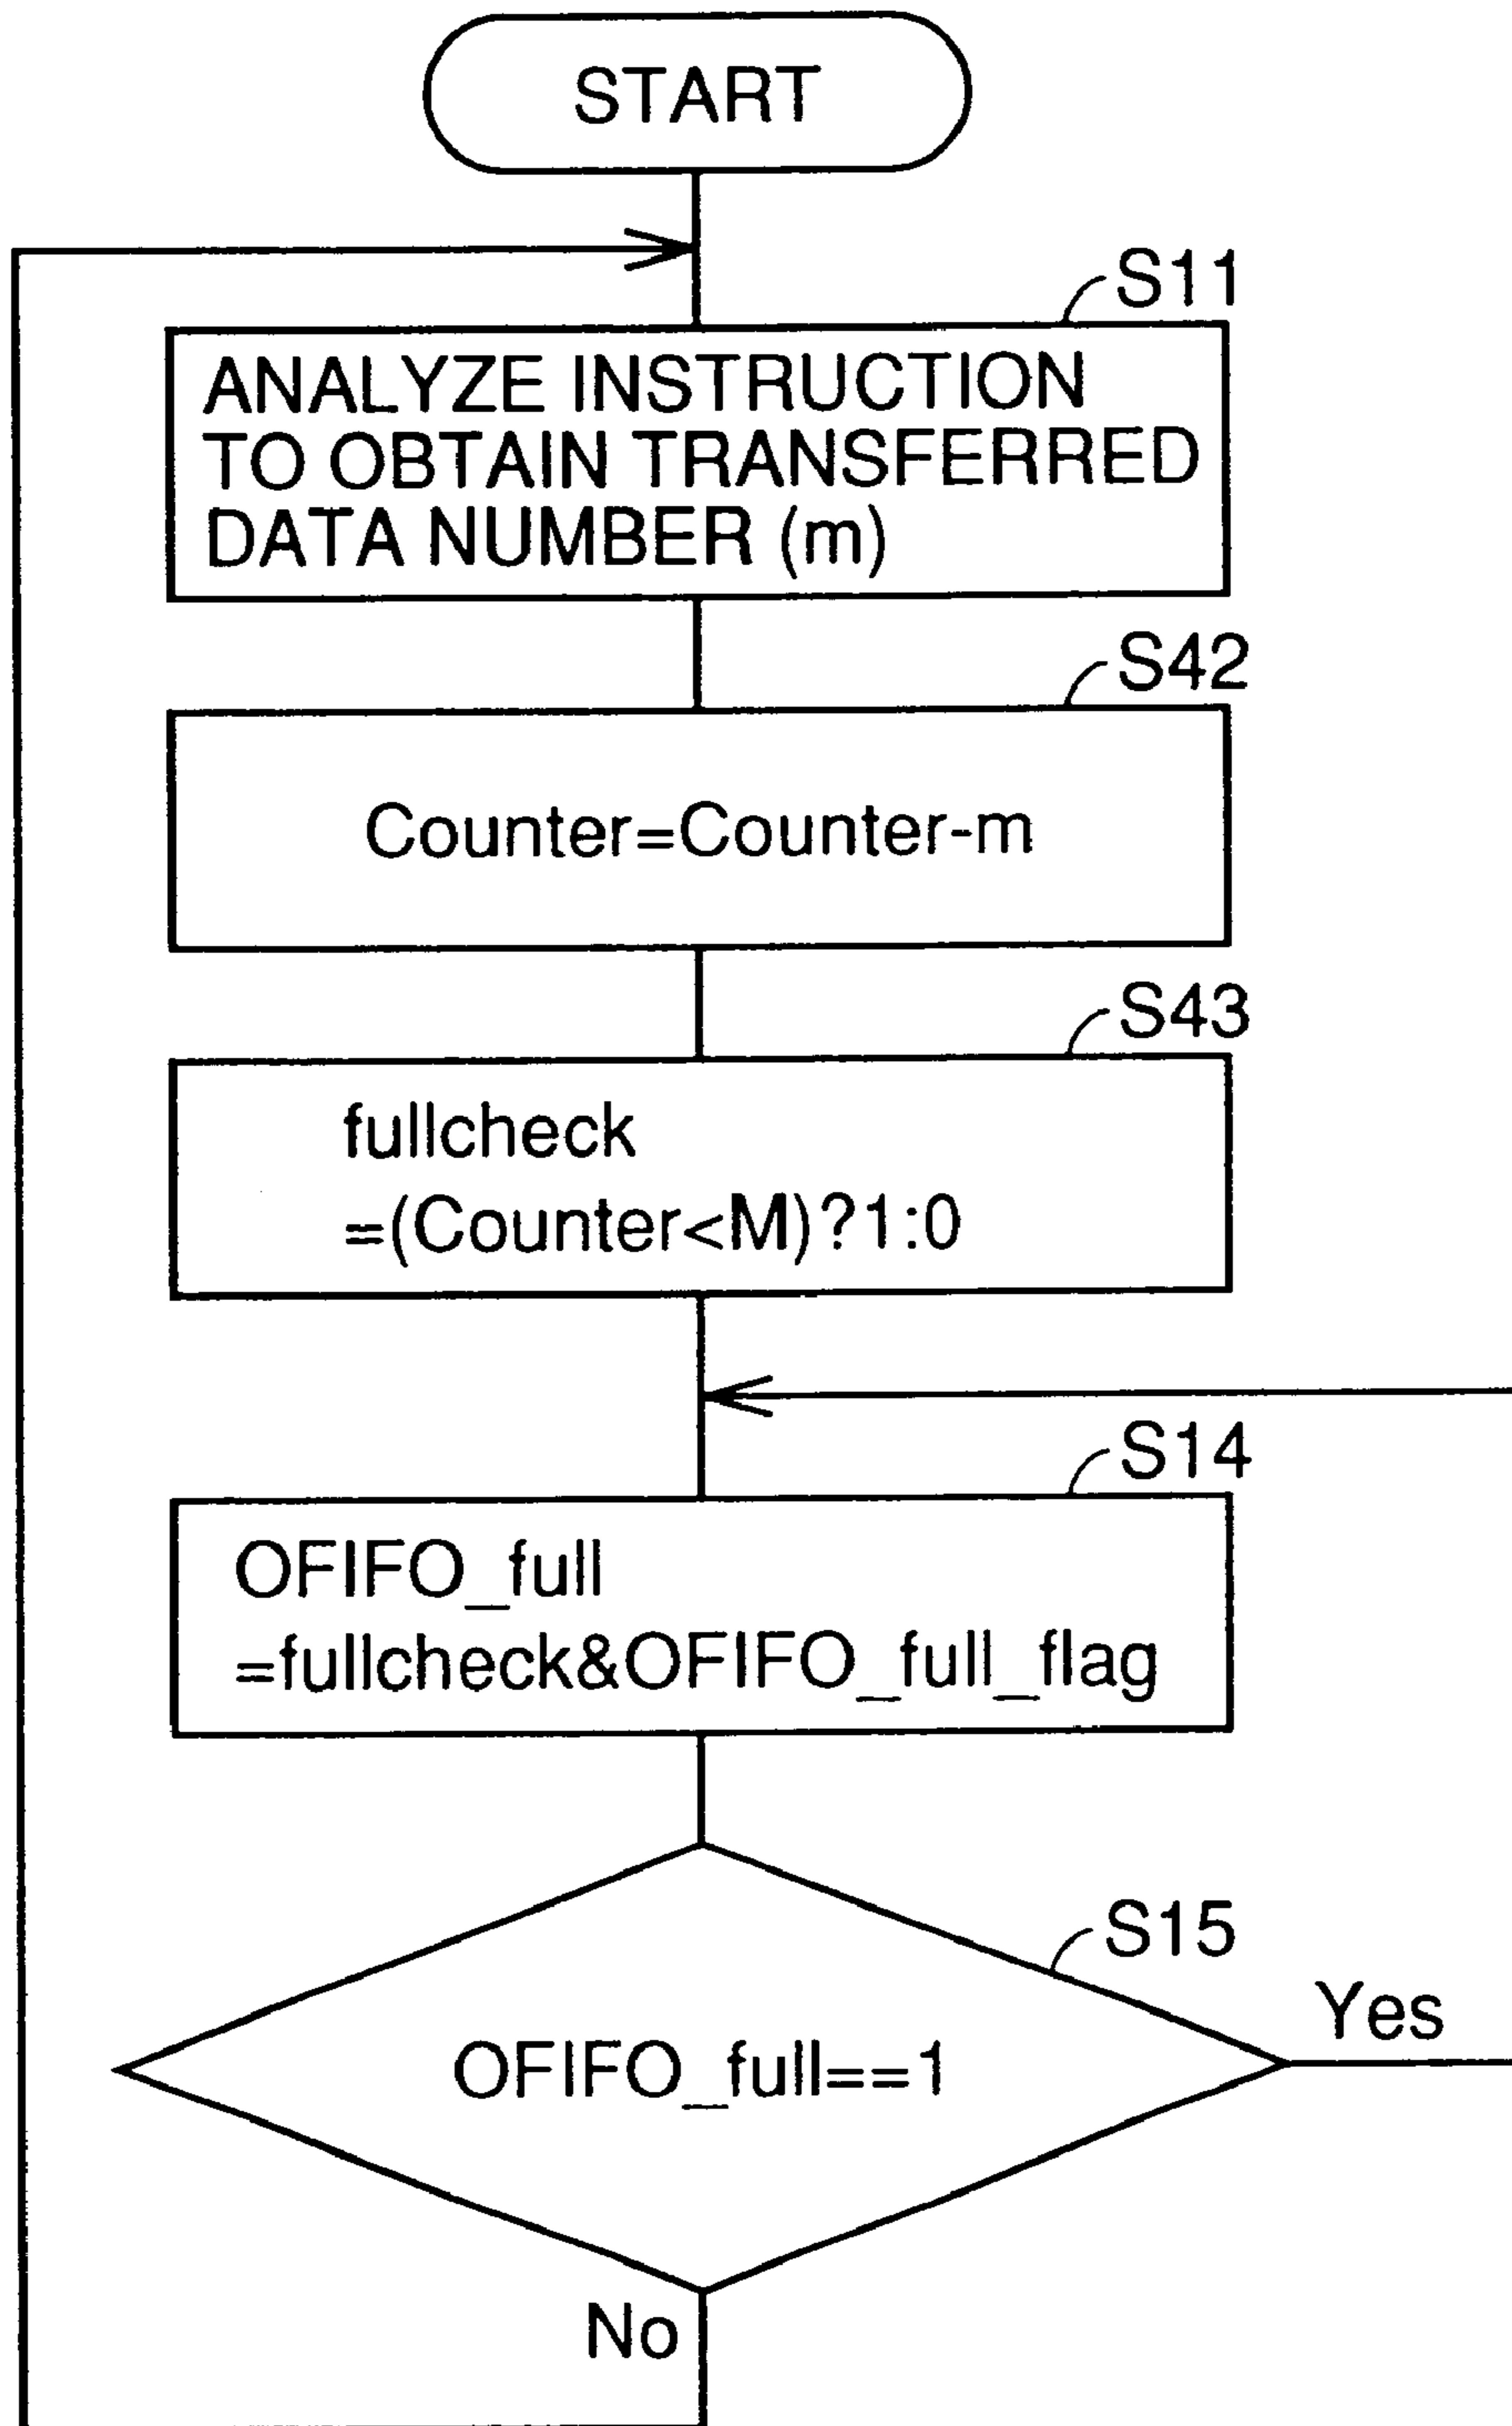 START
S11
ANALYZE INSTRUCTION
TO OBTAIN TRANSFERRED
DATA NUMBER (m)
S42
Counter=Counter-m
S43
fullcheck
=(Counter<M)?1:0
S14
OFIFO_full
=fullcheck&OFIFO_full_flag
S15
Yes
OFIFO_full==1
No